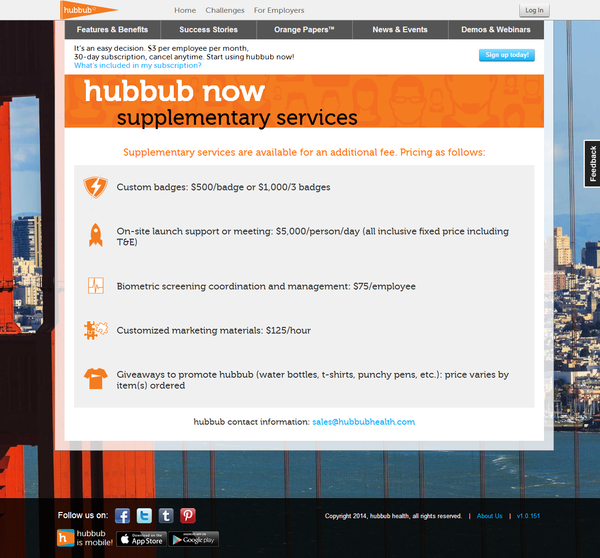 hubbub
Home Challenges For Employers Log In
Features & Benefits Success Stories Orange Papers™ News & Events Demos & Webinars
It's an easy decision. $3 per employee per month,
30-day subscription, cancel anytime. Start using hubbub now!
What's included in my subscription?
Sign up today!
hubbub now
supplementary services
Supplementary services are available for an additional fee. Pricing as follows:
Feedback
Custom badges: $500/badge or $1,000/3 badges
On-site launch support or meeting: $5,000/person/day (all inclusive fixed price including
T&E)
Biometric screening coordination and management: $75/employee
Customized marketing materials: $125/hour
Giveaways to promote hubbub (water bottles, t-shirts, punchy pens, etc.): price varies by
item(s) ordered
hubbub contact information: sales@hubbubhealth.com
Follow us on:
Copyright 2014, hubbub health, all rights reserved. | About Us | v1.0.151
hubbub
is mobile!
App Store
Google play